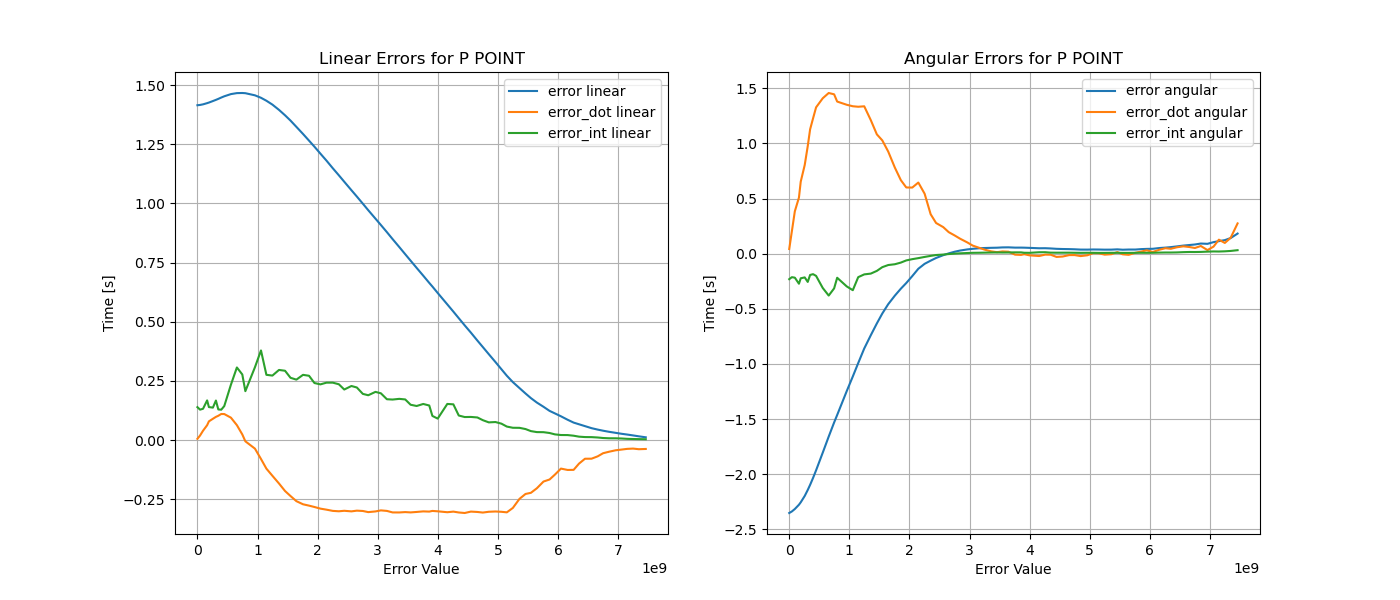 Linear Errors for P POINT
error linear
error_dot linear
error_int linear
1.50
1.25
1.00
0.75
0.50
0.25
0.00
−0.25
Time [s]
0 1 2 3 4 5 6 7
1e9
Error Value
Angular Errors for P POINT
error angular
error_dot angular
error_int angular
1.5
1.0
0.5
0.0
−0.5
−1.0
−1.5
−2.0
−2.5
Time [s]
0 1 2 3 4 5 6 7
1e9
Error Value